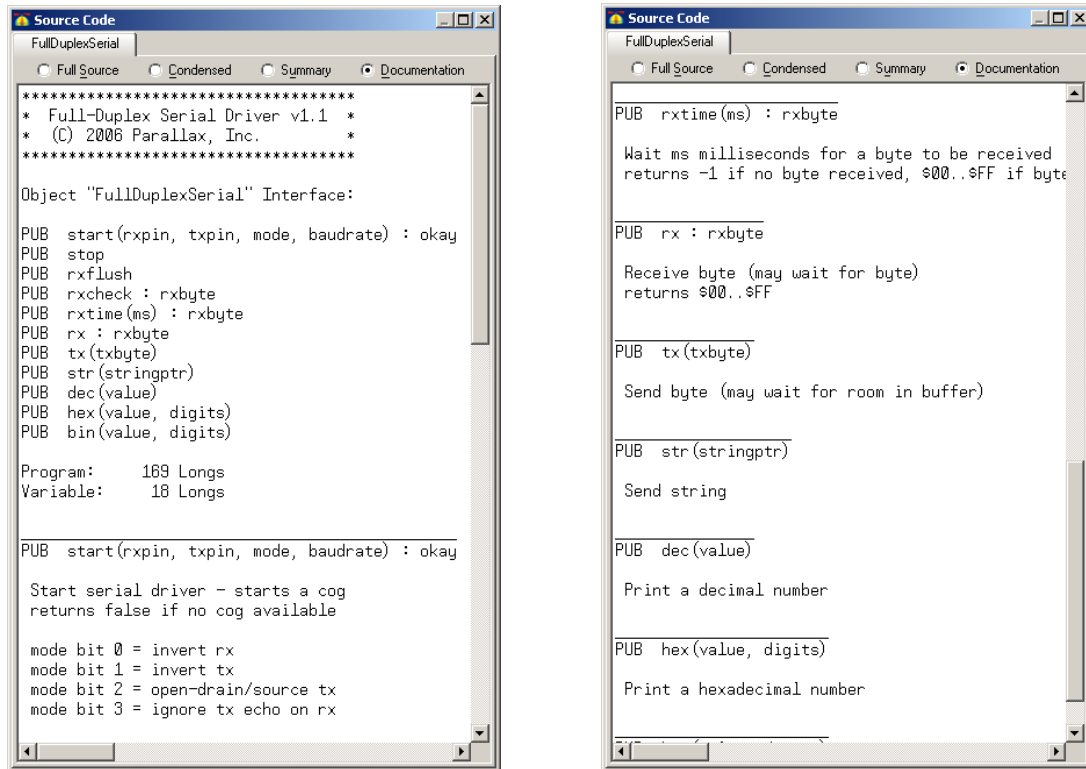 Source Code
FullDuplexSerial
Full Source Condensed Summary Documentation
************************************
* Full-Duplex Serial Driver v1.1 *
* (C) 2006 Parallax, Inc. *
************************************
Object "FullDuplexSerial" Interface:
PUB start(rxpin, txpin, mode, baudrate) : okay
PUB stop
PUB rxflush
PUB rxcheck : rxbyte
PUB rxtime(ms) : rxbyte
PUB rx : rxbyte
PUB tx(txbyte)
PUB str(stringptr)
PUB dec(value)
PUB hex(value, digits)
PUB bin(value, digits)
Program: 169 Longs
Variable: 18 Longs
PUB start(rxpin, txpin, mode, baudrate) : okay
Start serial driver - starts a cog
returns false if no cog available
mode bit 0 = invert rx
mode bit 1 = invert tx
mode bit 2 = open-drain/source tx
mode bit 3 = ignore tx echo on rx
Source Code
FullDuplexSerial
Full Source Condensed Summary Documentation
PUB rxtime(ms) : rxbyte
Wait ms milliseconds for a byte to be received
returns -1 if no byte received, $00..$FF if byte
PUB rx : rxbyte
Receive byte (may wait for byte)
returns $00..$FF
PUB tx(txbyte)
Send byte (may wait for room in buffer)
PUB str(stringptr)
Send string
PUB dec(value)
Print a decimal number
PUB hex(value, digits)
Print a hexadecimal number